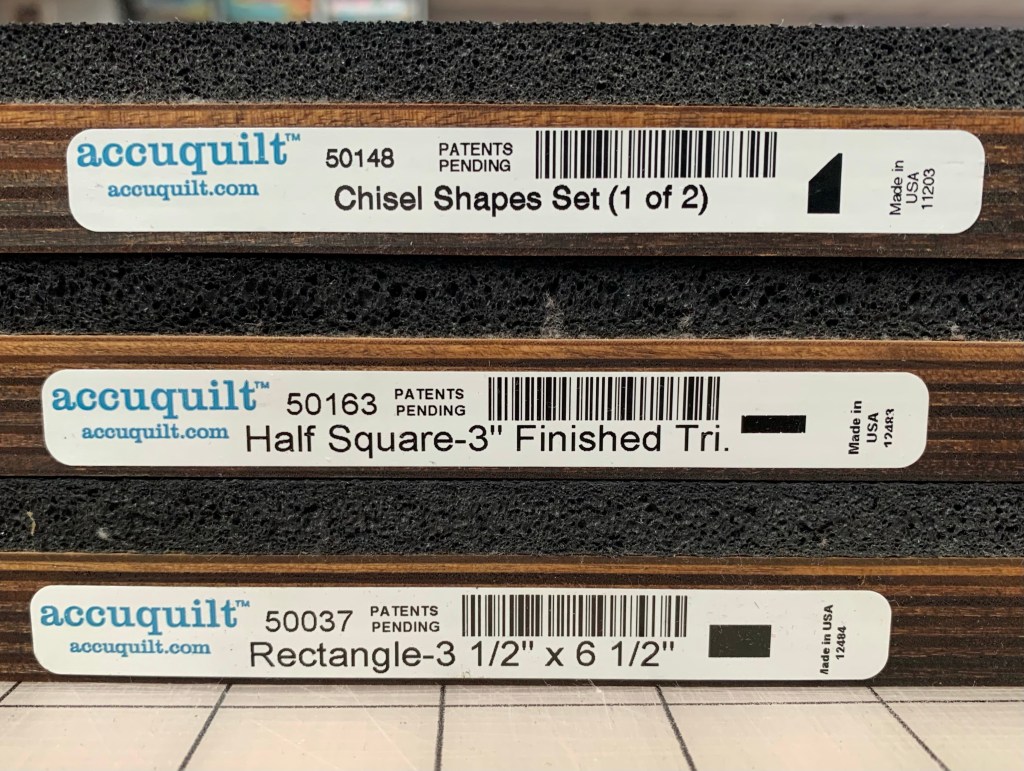 accuquilt™ 50148 PATENTS
PENDING
accuquilt.com
Chisel Shapes Set (1 of 2)
Made in
USA
11203
accuquilt™ 50163 PATENTS
PENDING
accuquilt.com
Half Square-3" Finished Tri.
Made in
USA
12483
accuquilt™ 50037 PATENTS
PENDING
accuquilt.com
Rectangle-3 1/2" x 6 1/2"
Made in USA
12484